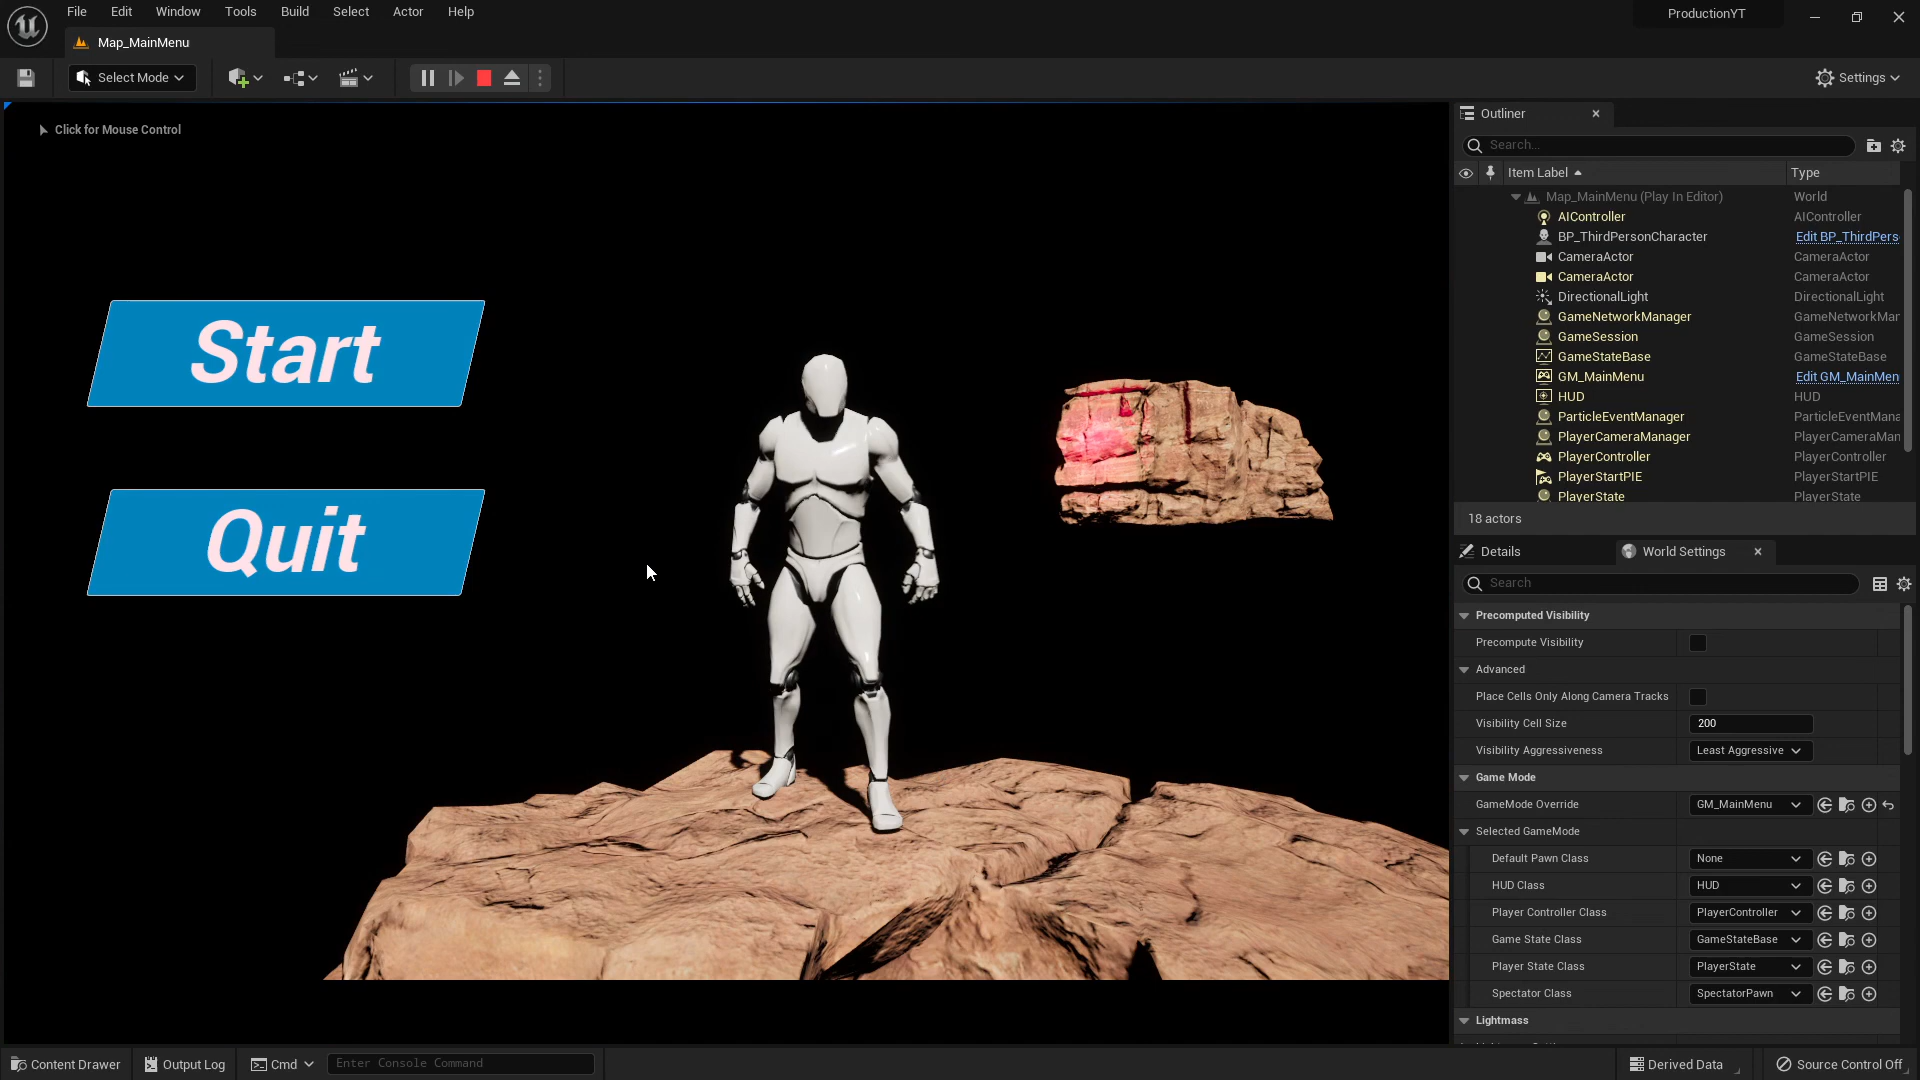 File Edit Window Tools Build Select Actor Help
ProductionYT
Map_MainMenu
Select Mode
Settings
Click for Mouse Control
Start
Quit
Outliner
Search...
Item Label Type
Map_MainMenu (Play In Editor) World
AIController AIController
BP_ThirdPersonCharacter Edit BP_ThirdPers
CameraActor CameraActor
CameraActor CameraActor
DirectionalLight DirectionalLight
GameNetworkManager GameNetworkMar
GameSession GameSession
GameStateBase GameStateBase
GM_MainMenu Edit GM_MainMen
HUD HUD
ParticleEventManager ParticleEventMana
PlayerCameraManager PlayerCameraMan
PlayerController PlayerController
PlayerStartPIE PlayerStartPIE
PlayerState PlayerState
18 actors
Details World Settings
Search
Precomputed Visibility
Precompute Visibility
Advanced
Place Cells Only Along Camera Tracks
Visibility Cell Size 200
Visibility Aggressiveness Least Aggressive
Game Mode
GameMode Override GM_MainMenu
Selected GameMode
Default Pawn Class None
HUD Class HUD
Player Controller Class PlayerController
Game State Class GameStateBase
Player State Class PlayerState
Spectator Class SpectatorPawn
Lightmass
Content Drawer Output Log Cmd Enter Console Command Derived Data Source Control Off